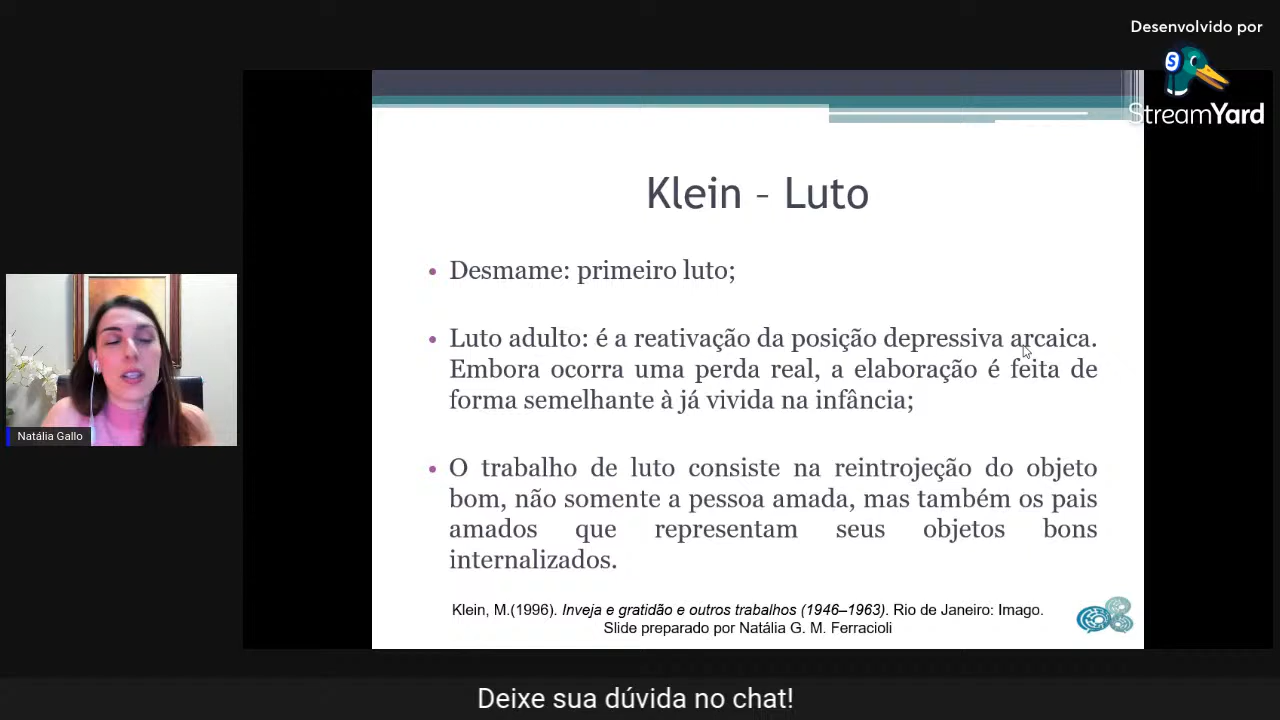 Desenvolvido por
StreamYard
Klein – Luto
• Desmame: primeiro luto;
• Luto adulto: é a reativação da posição depressiva arcaica.
Embora ocorra uma perda real, a elaboração é feita de
forma semelhante à já vivida na infância;
• O trabalho de luto consiste na reintrojeção do objeto
bom, não somente a pessoa amada, mas também os pais
amados que representam seus objetos bons
internalizados.
Klein, M.(1996). Inveja e gratidão e outros trabalhos (1946–1963). Rio de Janeiro: Imago.
Slide preparado por Natália G. M. Ferracioli
Natália Gallo
Deixe sua dúvida no chat!